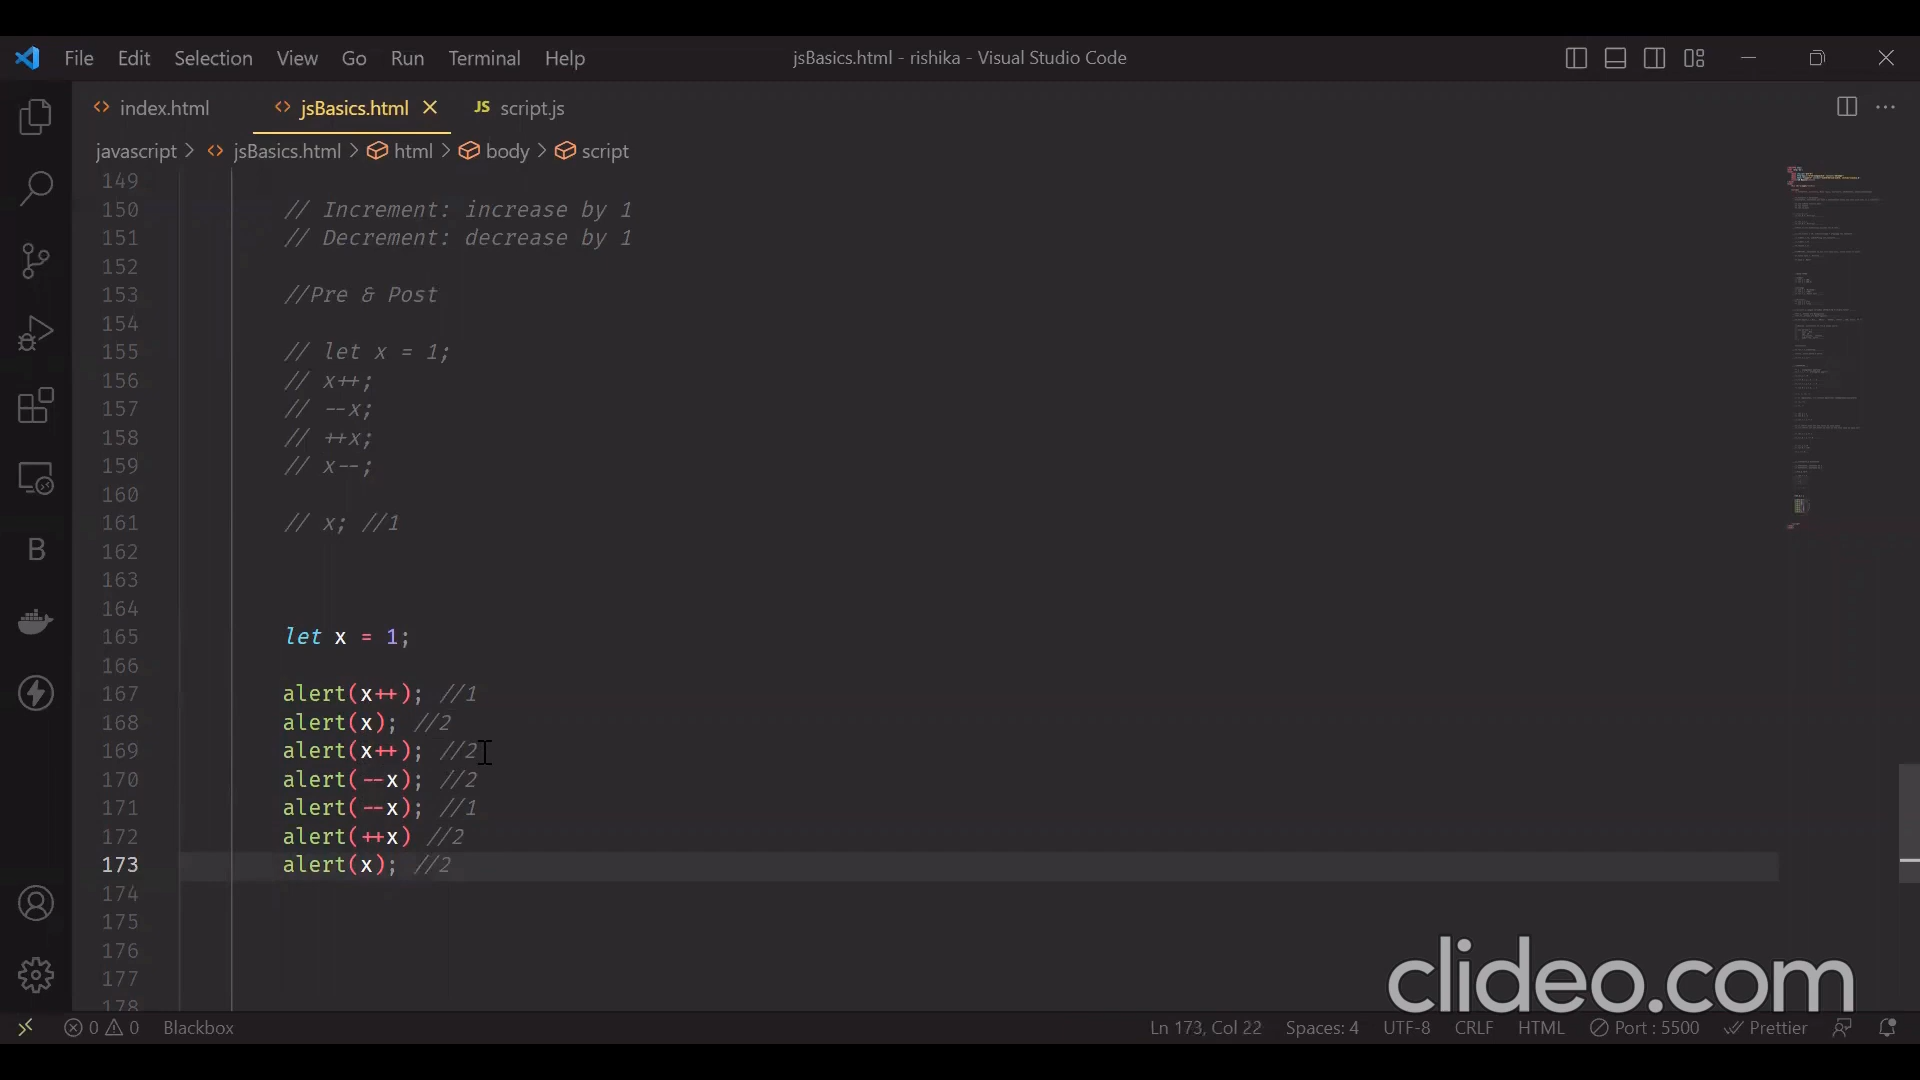 File Edit Selection View Go Run Terminal Help jsBasics.html - rishika - Visual Studio Code
index.html jsBasics.html JS script.js
javascript > jsBasics.html > html > body > script
149
150 // Increment: increase by 1
151 // Decrement: decrease by 1
152
153 //Pre & Post
154
155 // let x = 1;
156 // x++;
157 // --x;
158 // ++x;
159 // x--;
160
161 // x; //1
162
163
164
165 let x = 1;
166
167 alert(x++); //1
168 alert(x); //2
169 alert(x++); //2
170 alert(--x); //2
171 alert(--x); //1
172 alert(++x) //2
173 alert(x); //2
174
175
176
177
178
B
clideo.com
0 0 Blackbox Ln 173, Col 22 Spaces: 4 UTF-8 CRLF HTML Port : 5500 Prettier